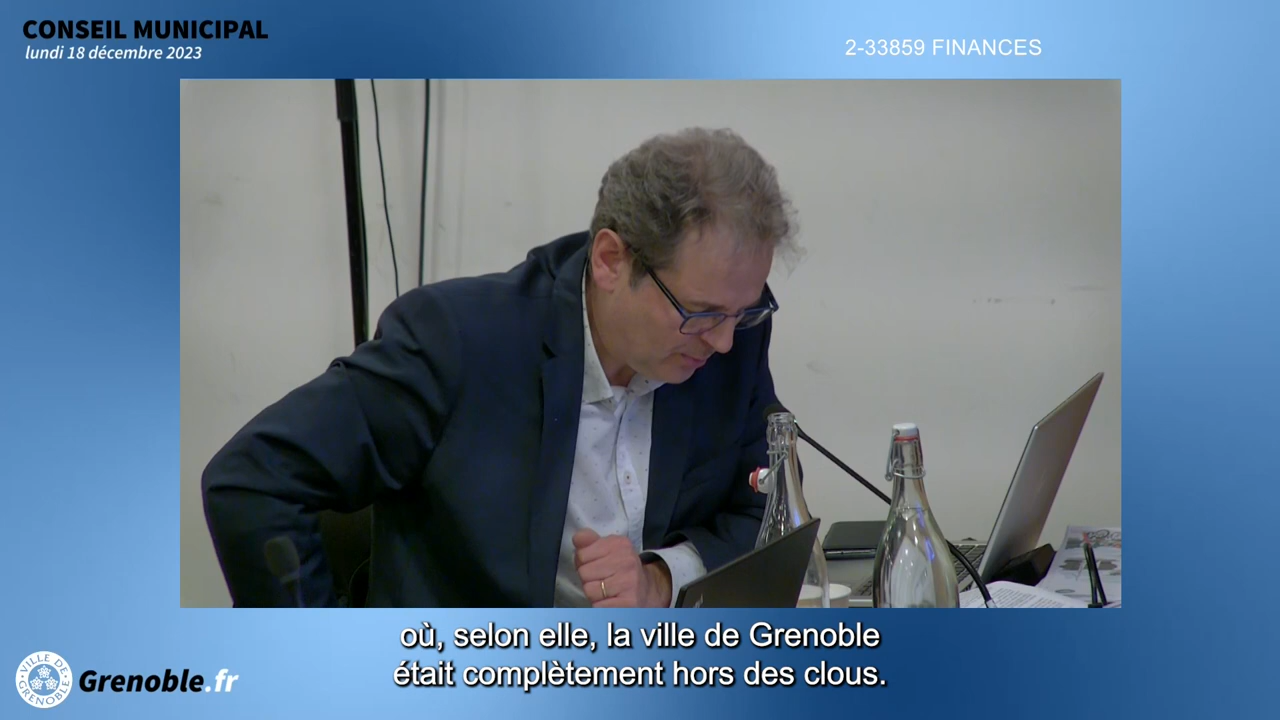 CONSEIL MUNICIPAL
lundi 18 décembre 2023
2-33859 FINANCES
où, selon elle, la ville de Grenoble
était complètement hors des clous.
VILLE DE GRENOBLE
Grenoble.fr